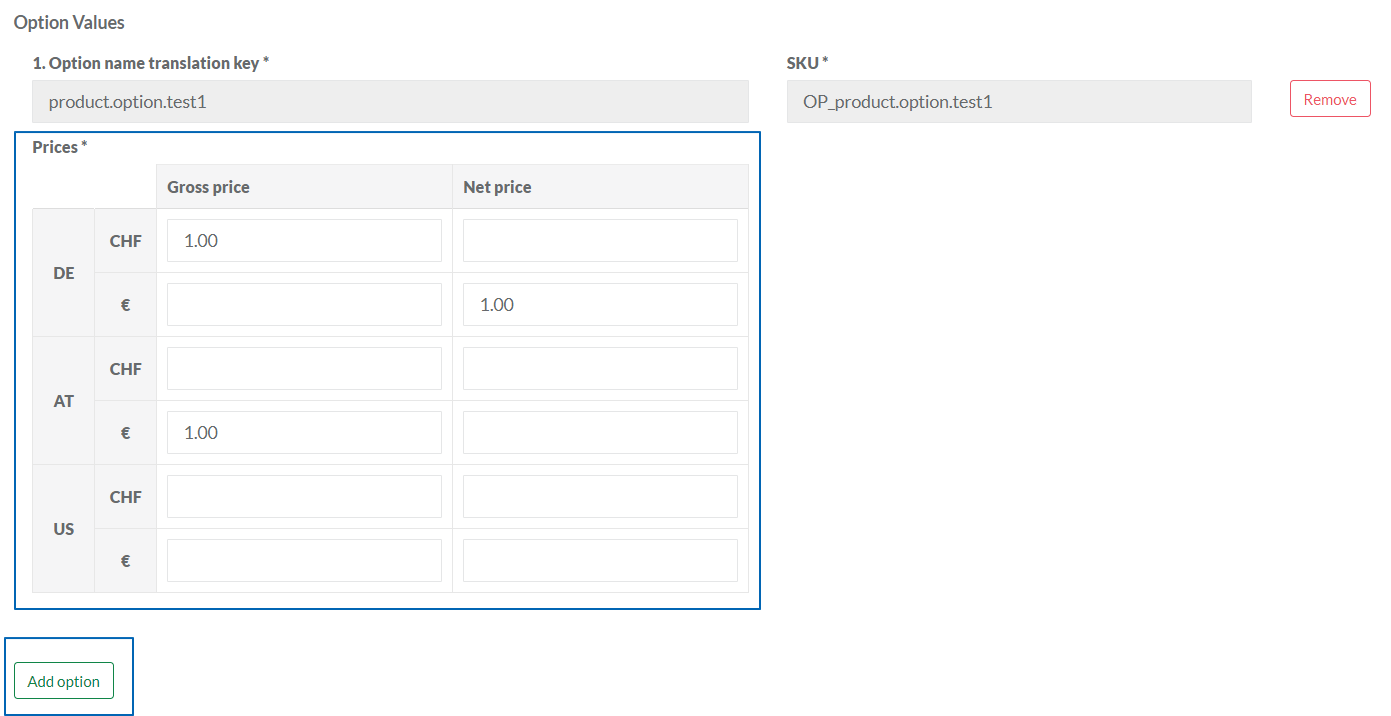 Option Values
1. Option name translation key * SKU *
product.option.test1 OP_product.option.test1 Remove
Prices *
Gross price Net price
DE CHF 1.00
€ 1.00
AT CHF
€ 1.00
US CHF
€
Add option